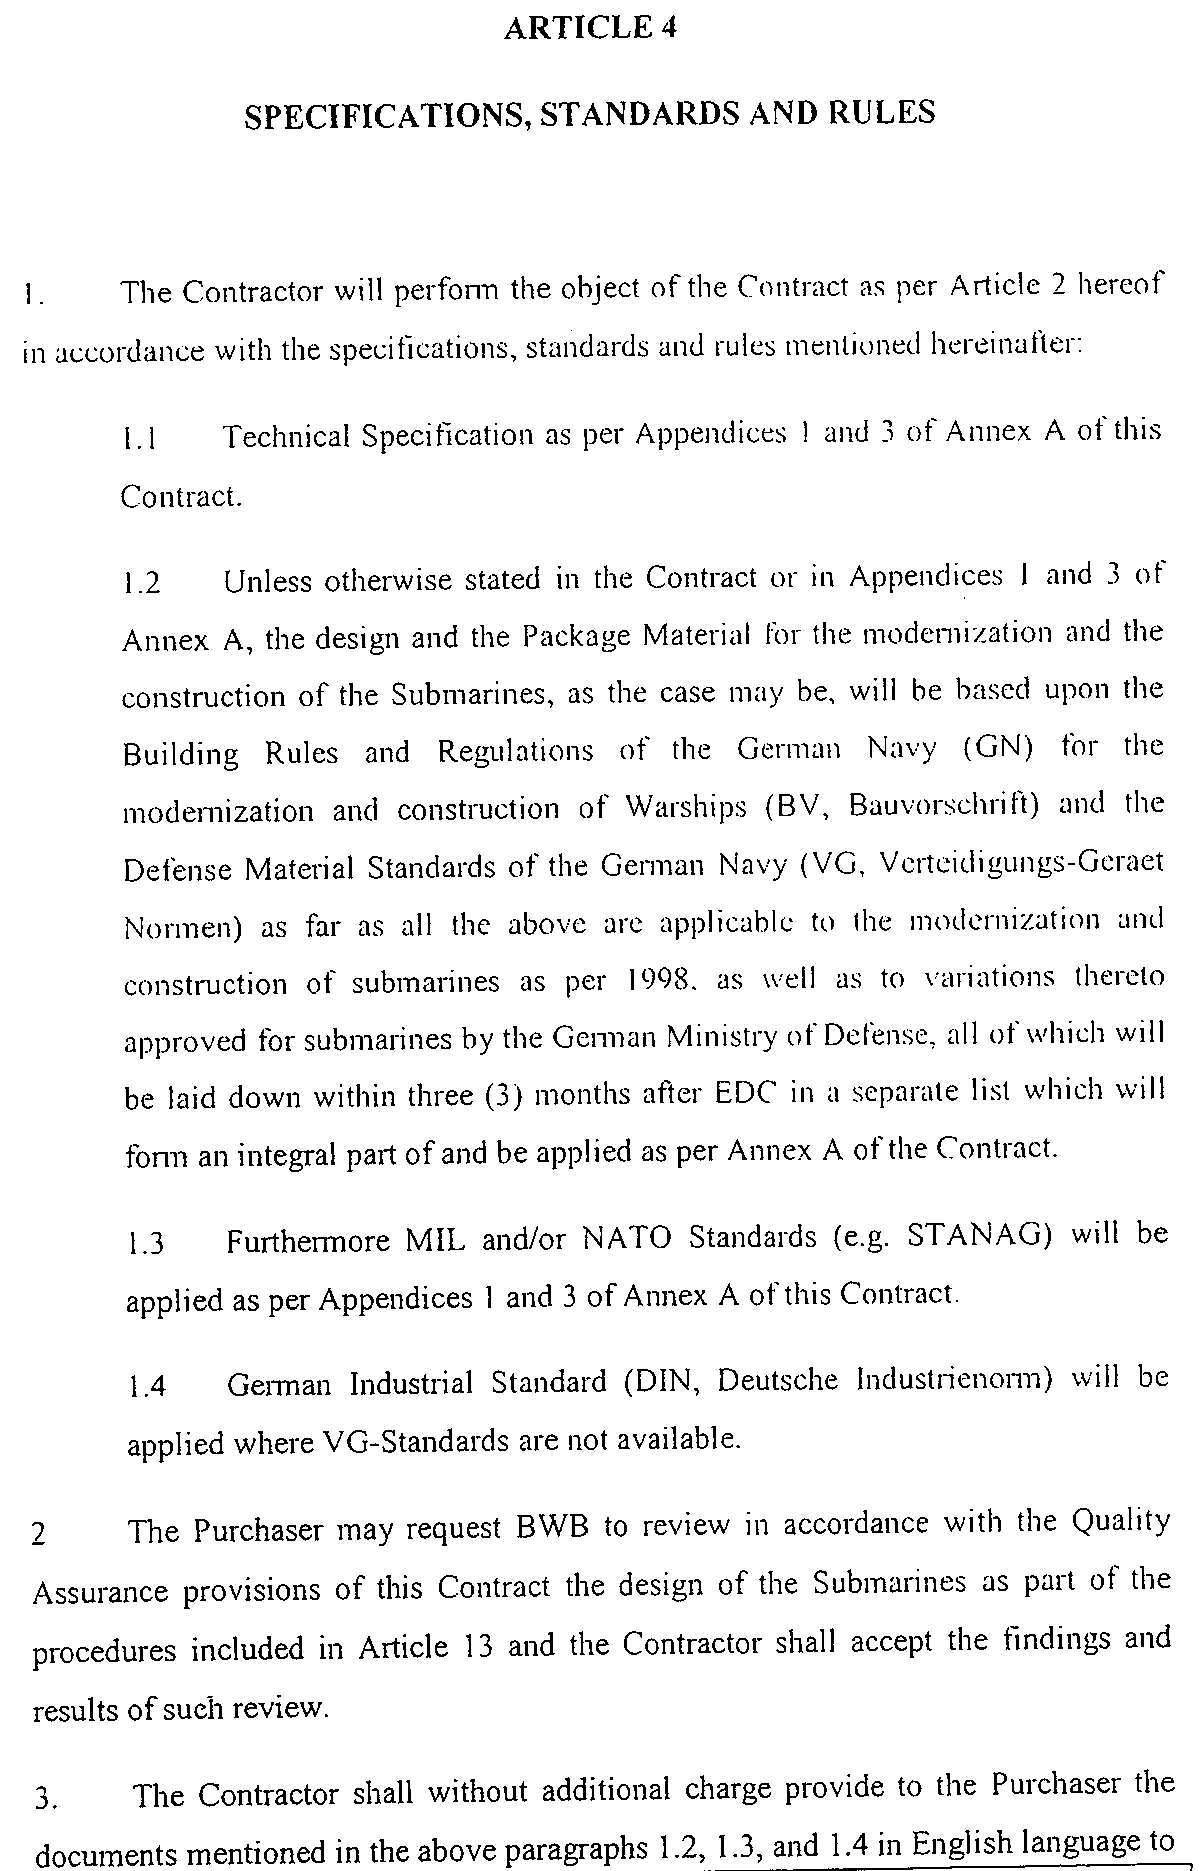 ARTICLE 4
SPECIFICATIONS, STANDARDS AND RULES
1. The Contractor will perform the object of the Contract as per Article 2 hereof
in accordance with the specifications, standards and rules mentioned hereinafter:
1.1 Technical Specification as per Appendices 1 and 3 of Annex A of this
Contract.
1.2 Unless otherwise stated in the Contract or in Appendices 1 and 3 of
Annex A, the design and the Package Material for the modernization and the
construction of the Submarines, as the case may be, will be based upon the
Building Rules and Regulations of the German Navy (GN) for the
modernization and construction of Warships (BV, Bauvorschrift) and the
Defense Material Standards of the German Navy (VG, Verteidigungs-Geraet
Normen) as far as all the above are applicable to the modernization and
construction of submarines as per 1998. as well as to variations thereto
approved for submarines by the German Ministry of Defense, all of which will
be laid down within three (3) months after EDC in a separate list which will
form an integral part of and be applied as per Annex A of the Contract.
1.3 Furthermore MIL and/or NATO Standards (e.g. STANAG) will be
applied as per Appendices 1 and 3 of Annex A of this Contract.
1.4 German Industrial Standard (DIN, Deutsche Industrienorm) will be
applied where VG-Standards are not available.
2 The Purchaser may request BWB to review in accordance with the Quality
Assurance provisions of this Contract the design of the Submarines as part of the
procedures included in Article 13 and the Contractor shall accept the findings and
results of such review.
3. The Contractor shall without additional charge provide to the Purchaser the
documents mentioned in the above paragraphs 1.2, 1.3, and 1.4 in English language to